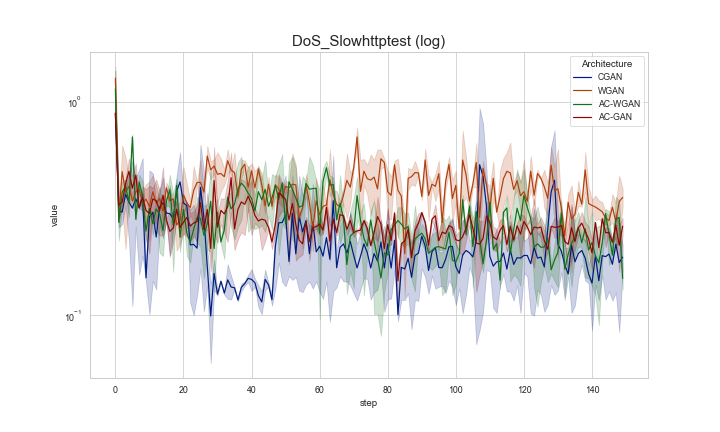 DoS_Slowhttptest (log)
Architecture
CGAN
WGAN
AC-WGAN
AC-GAN
value
10⁰
10⁻¹
0 20 40 60 80 100 120 140
step